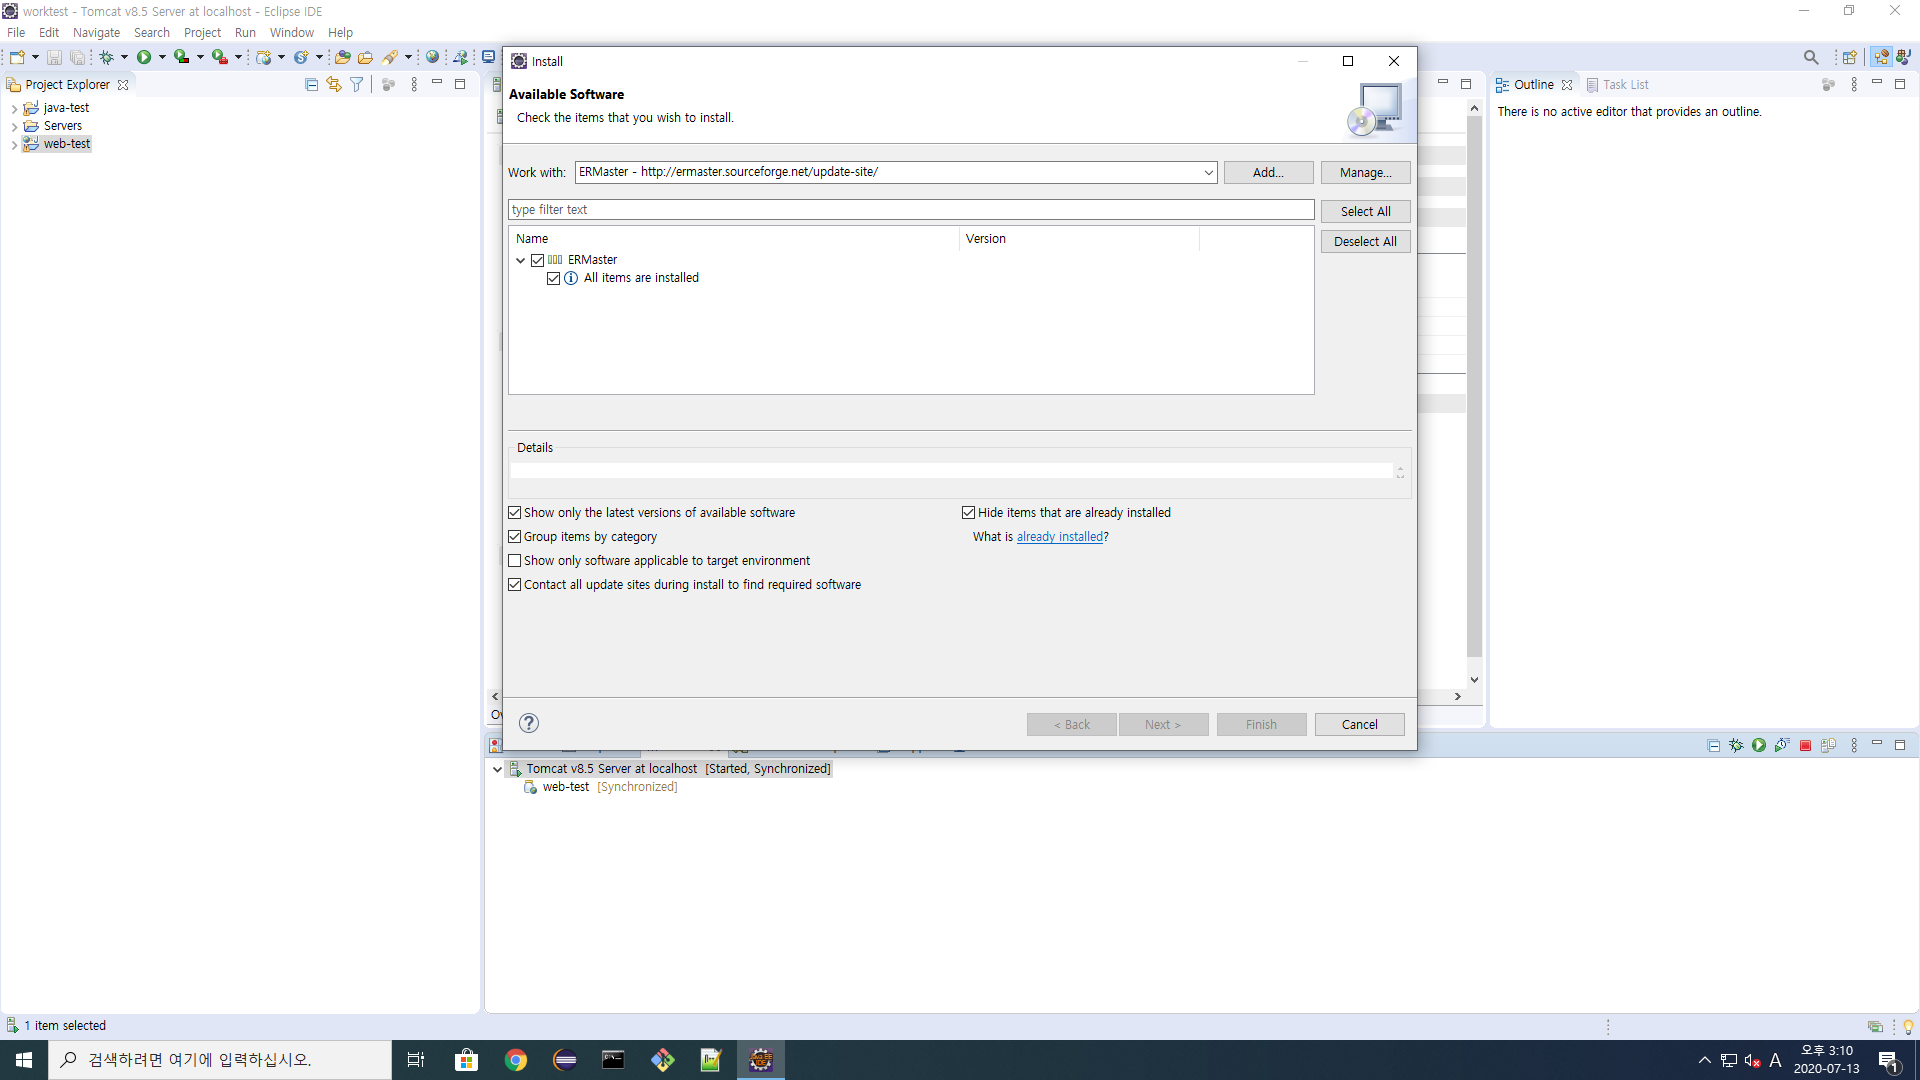 worktest - Tomcat v8.5 Server at localhost - Eclipse IDE
File Edit Navigate Search Project Run Window Help
Project Explorer
java-test
Servers
web-test
Install
Available Software
Check the items that you wish to install.
Work with: ERMaster - http://ermaster.sourceforge.net/update-site/ Add... Manage...
type filter text Select All
Deselect All
Name Version
ERMaster
All items are installed
Details
Show only the latest versions of available software Hide items that are already installed
Group items by category What is already installed?
Show only software applicable to target environment
Contact all update sites during install to find required software
< Back Next > Finish Cancel
Outline Task List
There is no active editor that provides an outline.
Tomcat v8.5 Server at localhost [Started, Synchronized]
web-test [Synchronized]
1 item selected
검색하려면 여기에 입력하십시오.
A 오후 3:10
2020-07-13
1